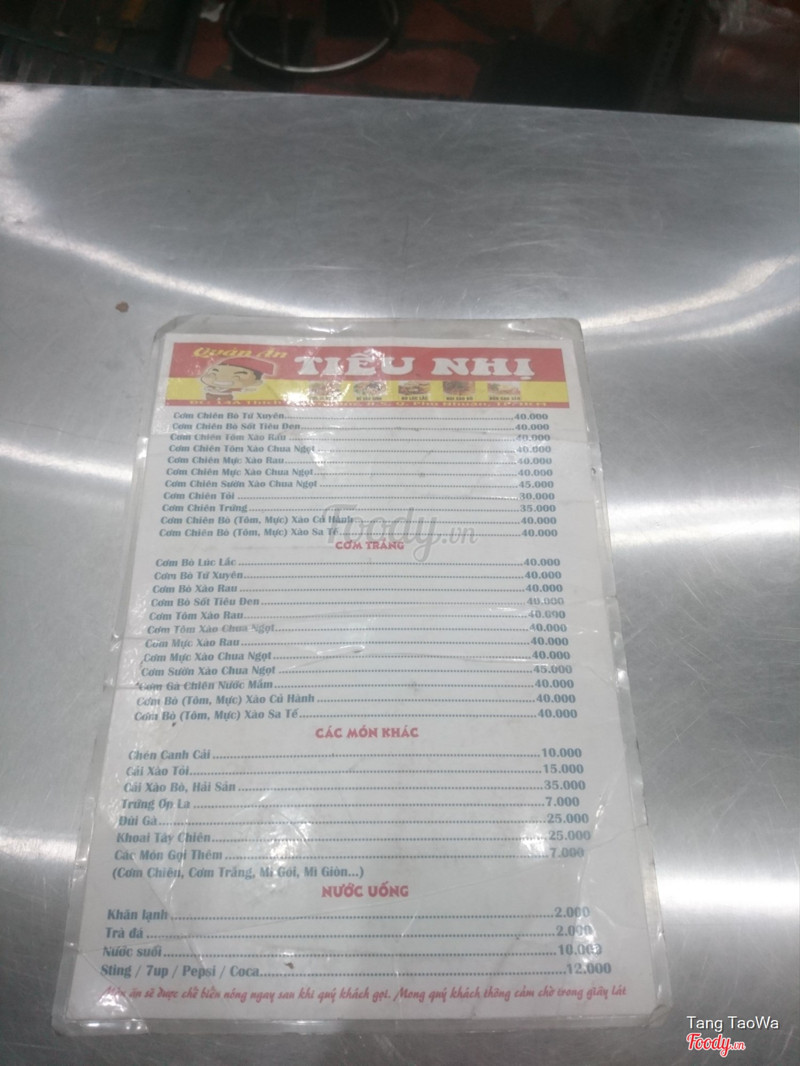 Quán Ăn
TIỂU NHỊ
Cơm Chiên Bò Tứ Xuyên 40.000
Cơm Chiên Bò Sốt Tiêu Đen 40.000
Cơm Chiên Tôm Xào Rau 40.000
Cơm Chiên Tôm Xào Chua Ngọt 40.000
Cơm Chiên Mực Xào Rau 40.000
Cơm Chiên Mực Xào Chua Ngọt 40.000
Cơm Chiên Sườn Xào Chua Ngọt 45.000
Cơm Chiên Tỏi 30.000
Cơm Chiên Trứng 35.000
Cơm Chiên Bò (Tôm, Mực) Xào Củ Hành 40.000
Cơm Chiên Bò (Tôm, Mực) Xào Sa Tế 40.000
Foody.vn
CƠM TRẮNG
Cơm Bò Lúc Lắc 40.000
Cơm Bò Tứ Xuyên 40.000
Cơm Bò Xào Rau 40.000
Cơm Bò Sốt Tiêu Đen 40.000
Cơm Tôm Xào Rau 40.000
Cơm Tôm Xào Chua Ngọt 40.000
Cơm Mực Xào Rau 40.000
Cơm Mực Xào Chua Ngọt 40.000
Cơm Sườn Xào Chua Ngọt 45.000
Cơm Gà Chiên Nước Mắm 40.000
Cơm Bò (Tôm, Mực) Xào Củ Hành 40.000
Cơm Bò (Tôm, Mực) Xào Sa Tế 40.000
CÁC MÓN KHÁC
Chén Canh Cải 10.000
Cải Xào Tỏi 15.000
Cải Xào Bò, Hải Sản 35.000
Trứng Ốp La 7.000
Đùi Gà 25.000
Khoai Tây Chiên 25.000
Các Món Gọi Thêm 7.000
(Cơm Chiên, Cơm Trắng, Mì Gói, Mì Giòn...)
NƯỚC UỐNG
Khăn lạnh 2.000
Trà đá 2.000
Nước suối 10.000
Sting / 7up / Pepsi / Coca 12.000
Món ăn sẽ được chế biến nóng ngay sau khi quý khách gọi. Mong quý khách thông cảm chờ trong giây lát
Tang TaoWa
Foody.vn